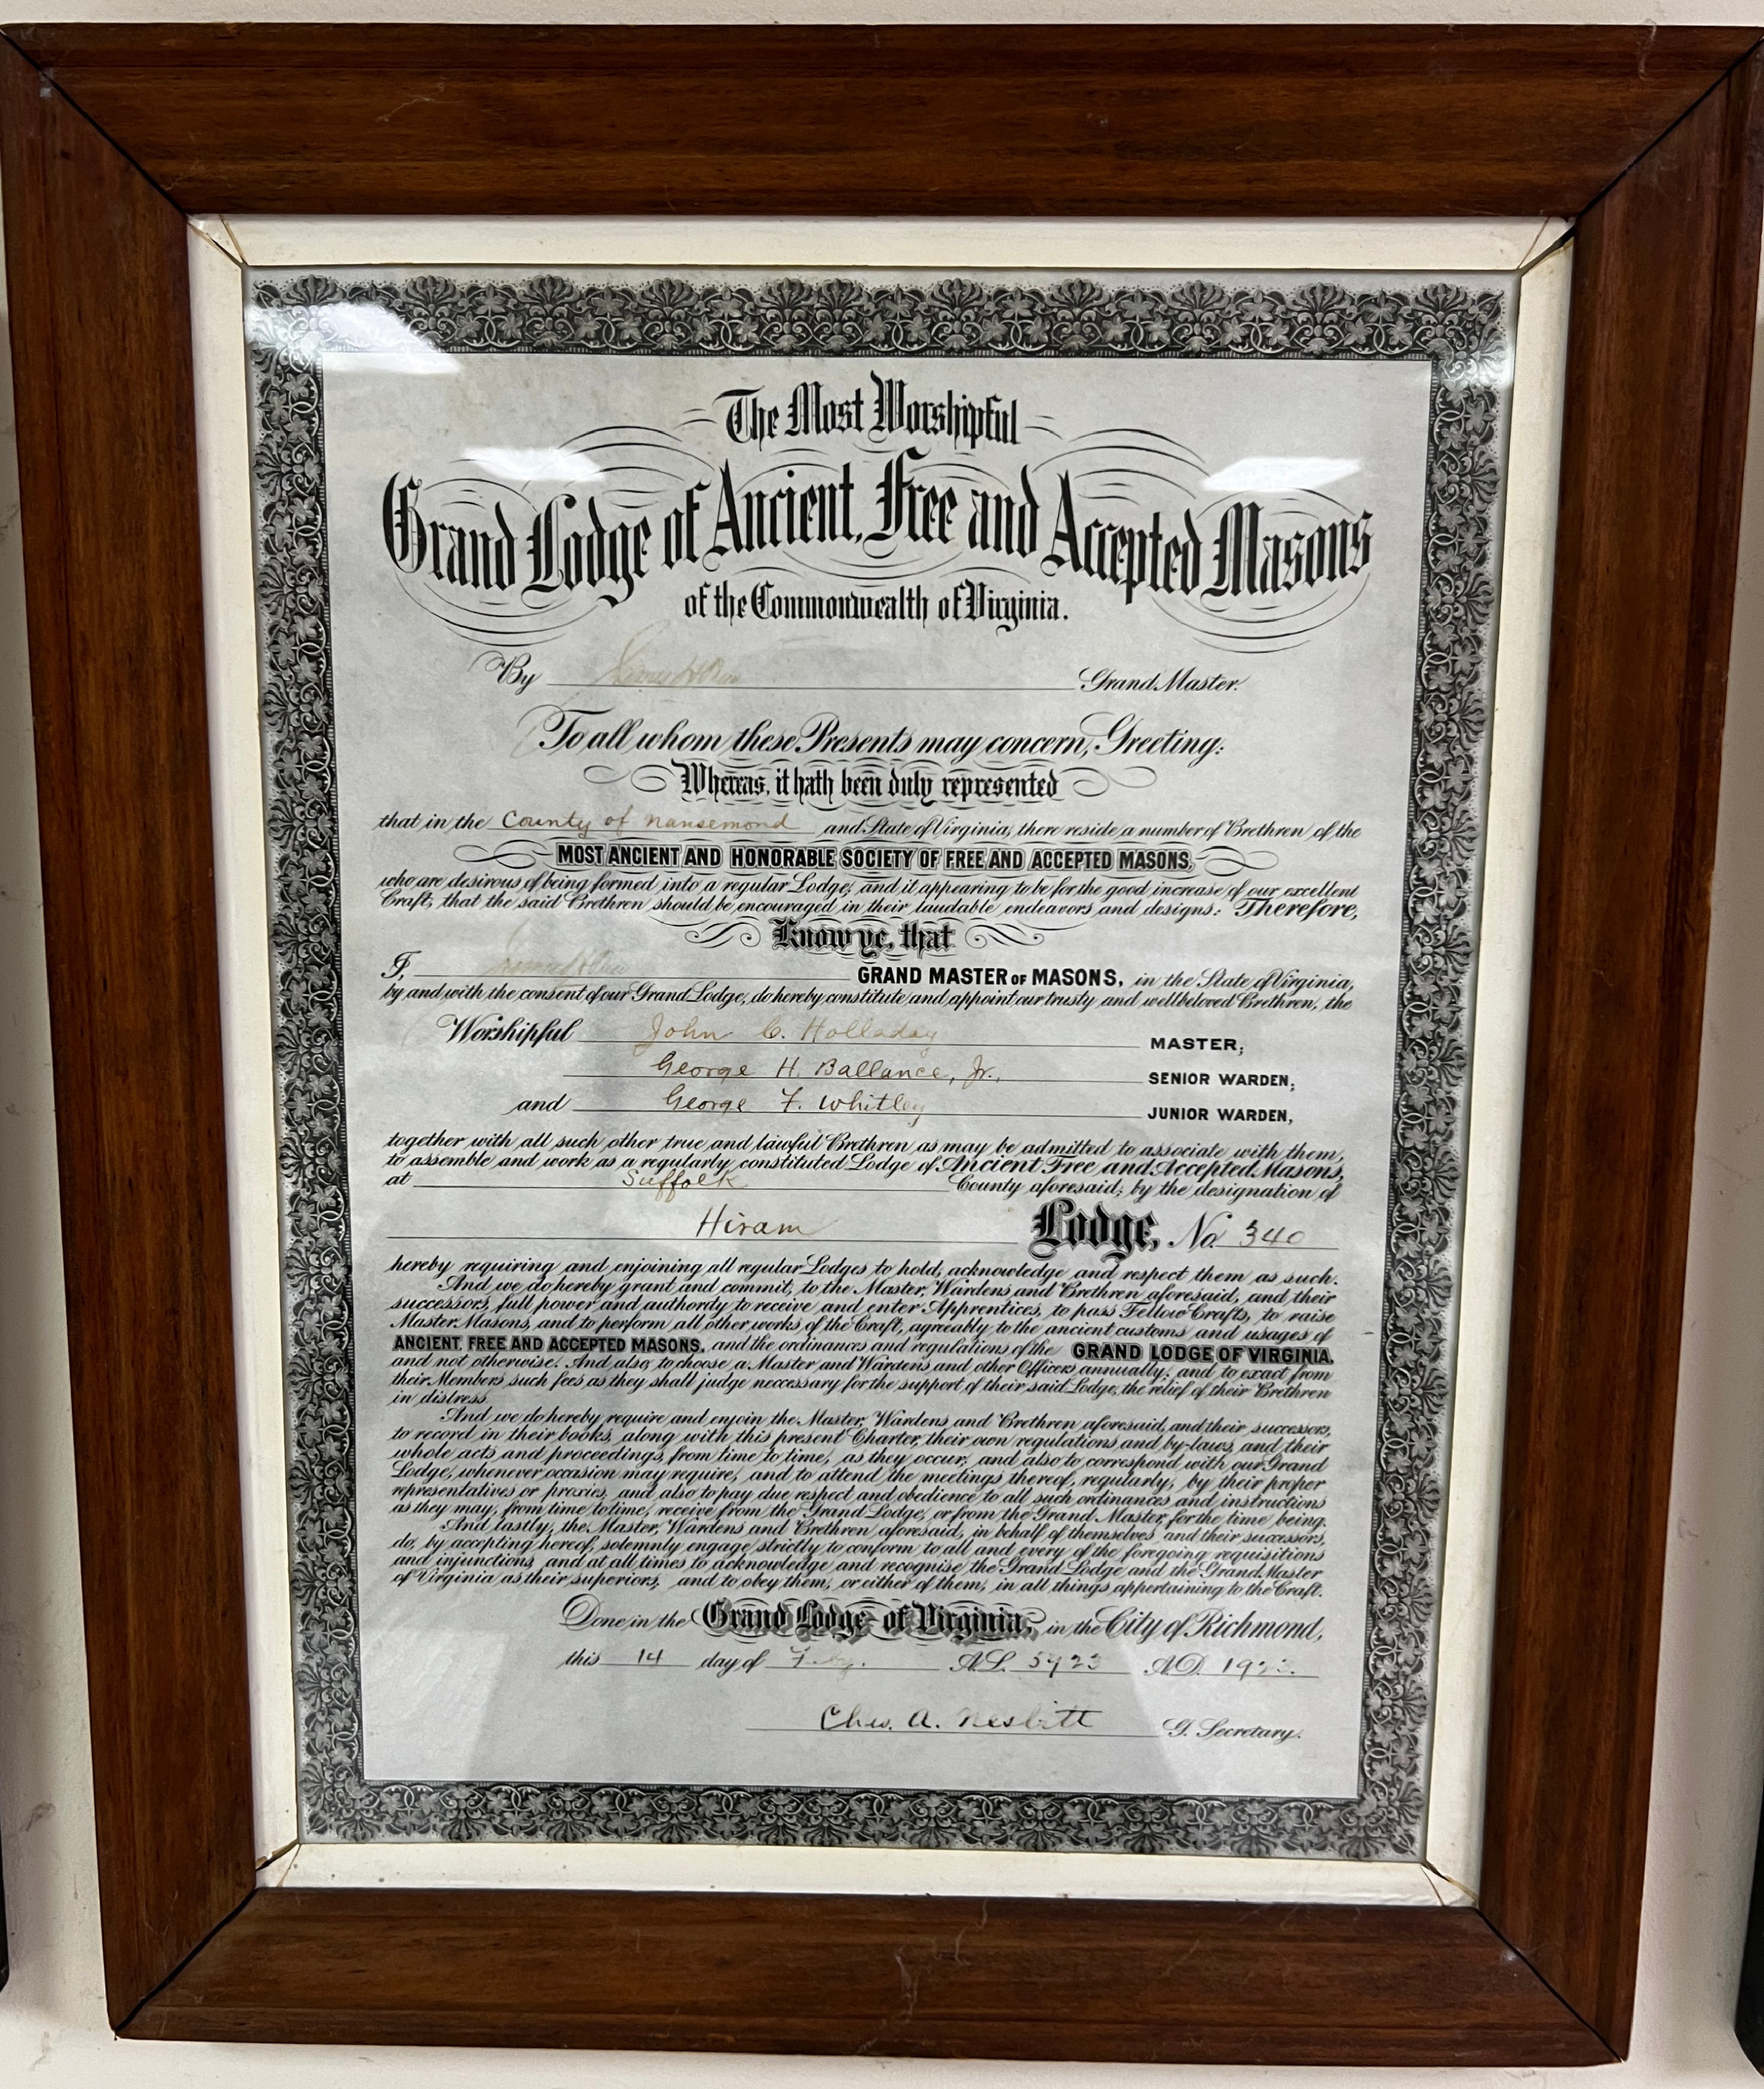 The Most Worshipful
Grand Lodge of Ancient, Free and Accepted Masons
of the Commonwealth of Virginia.
By Grand Master.
To all whom these Presents may concern, Greeting:
Whereas, it hath been duly represented
that in the County of Nansemond and State of Virginia, there reside a number of Brethren of the
MOST ANCIENT AND HONORABLE SOCIETY OF FREE AND ACCEPTED MASONS,
who are desirous of being formed into a regular Lodge, and it appearing to be for the good increase of our excellent
Craft, that the said Brethren should be encouraged in their laudable endeavors and designs: Therefore,
Know ye, that
I, GRAND MASTER OF MASONS, in the State of Virginia,
by and with the consent of our Grand Lodge, do hereby constitute and appoint our trusty and wellbeloved Brethren, the
Worshipful John C. Holladay MASTER;
George H. Ballance, Jr., SENIOR WARDEN;
and George F. Whitley JUNIOR WARDEN,
together with all such other true and lawful Brethren as may be admitted to associate with them,
to assemble and work as a regularly constituted Lodge of Ancient Free and Accepted Masons,
at Suffolk County aforesaid; by the designation of
Hiram Lodge, No. 340
hereby requiring and enjoining all regular Lodges to hold, acknowledge and respect them as such.
And we do hereby grant and commit, to the Master, Wardens and Brethren aforesaid, and their
successors, full power and authority to receive and enter Apprentices, to pass Fellow Crafts, to raise
Master Masons, and to perform all other works of the Craft, agreeably to the ancient customs and usages of
ANCIENT, FREE AND ACCEPTED MASONS, and the ordinances and regulations of the GRAND LODGE OF VIRGINIA,
and not otherwise. And also, to choose a Master and Wardens and other Officers annually; and to exact from
their Members such fees as they shall judge neccessary for the support of their said Lodge, the relief of their Brethren
in distress.
And we do hereby require and enjoin the Master, Wardens and Brethren aforesaid, and their successors,
to record in their books, along with this present Charter, their own regulations and by-laws, and their
whole acts and proceedings, from time to time, as they occur, and also to correspond with our Grand
Lodge, whenever occasion may require, and to attend the meetings thereof, regularly, by their proper
representatives or proxies, and also to pay due respect and obedience to all such ordinances and instructions
as they may, from time to time, receive from the Grand Lodge, or from the Grand Master, for the time being.
And lastly, the Master, Wardens and Brethren aforesaid, in behalf of themselves and their successors,
do, by accepting hereof, solemnly engage strictly to conform to all and every of the foregoing requisitions
and injunctions, and at all times to acknowledge and recognise the Grand Lodge and the Grand Master
of Virginia as their superiors, and to obey them, or either of them, in all things appertaining to the Craft.
Done in the Grand Lodge of Virginia, in the City of Richmond,
this 14 day of A.L. 5923 A.D. 1923.
Chas. A. Nesbitt G. Secretary.